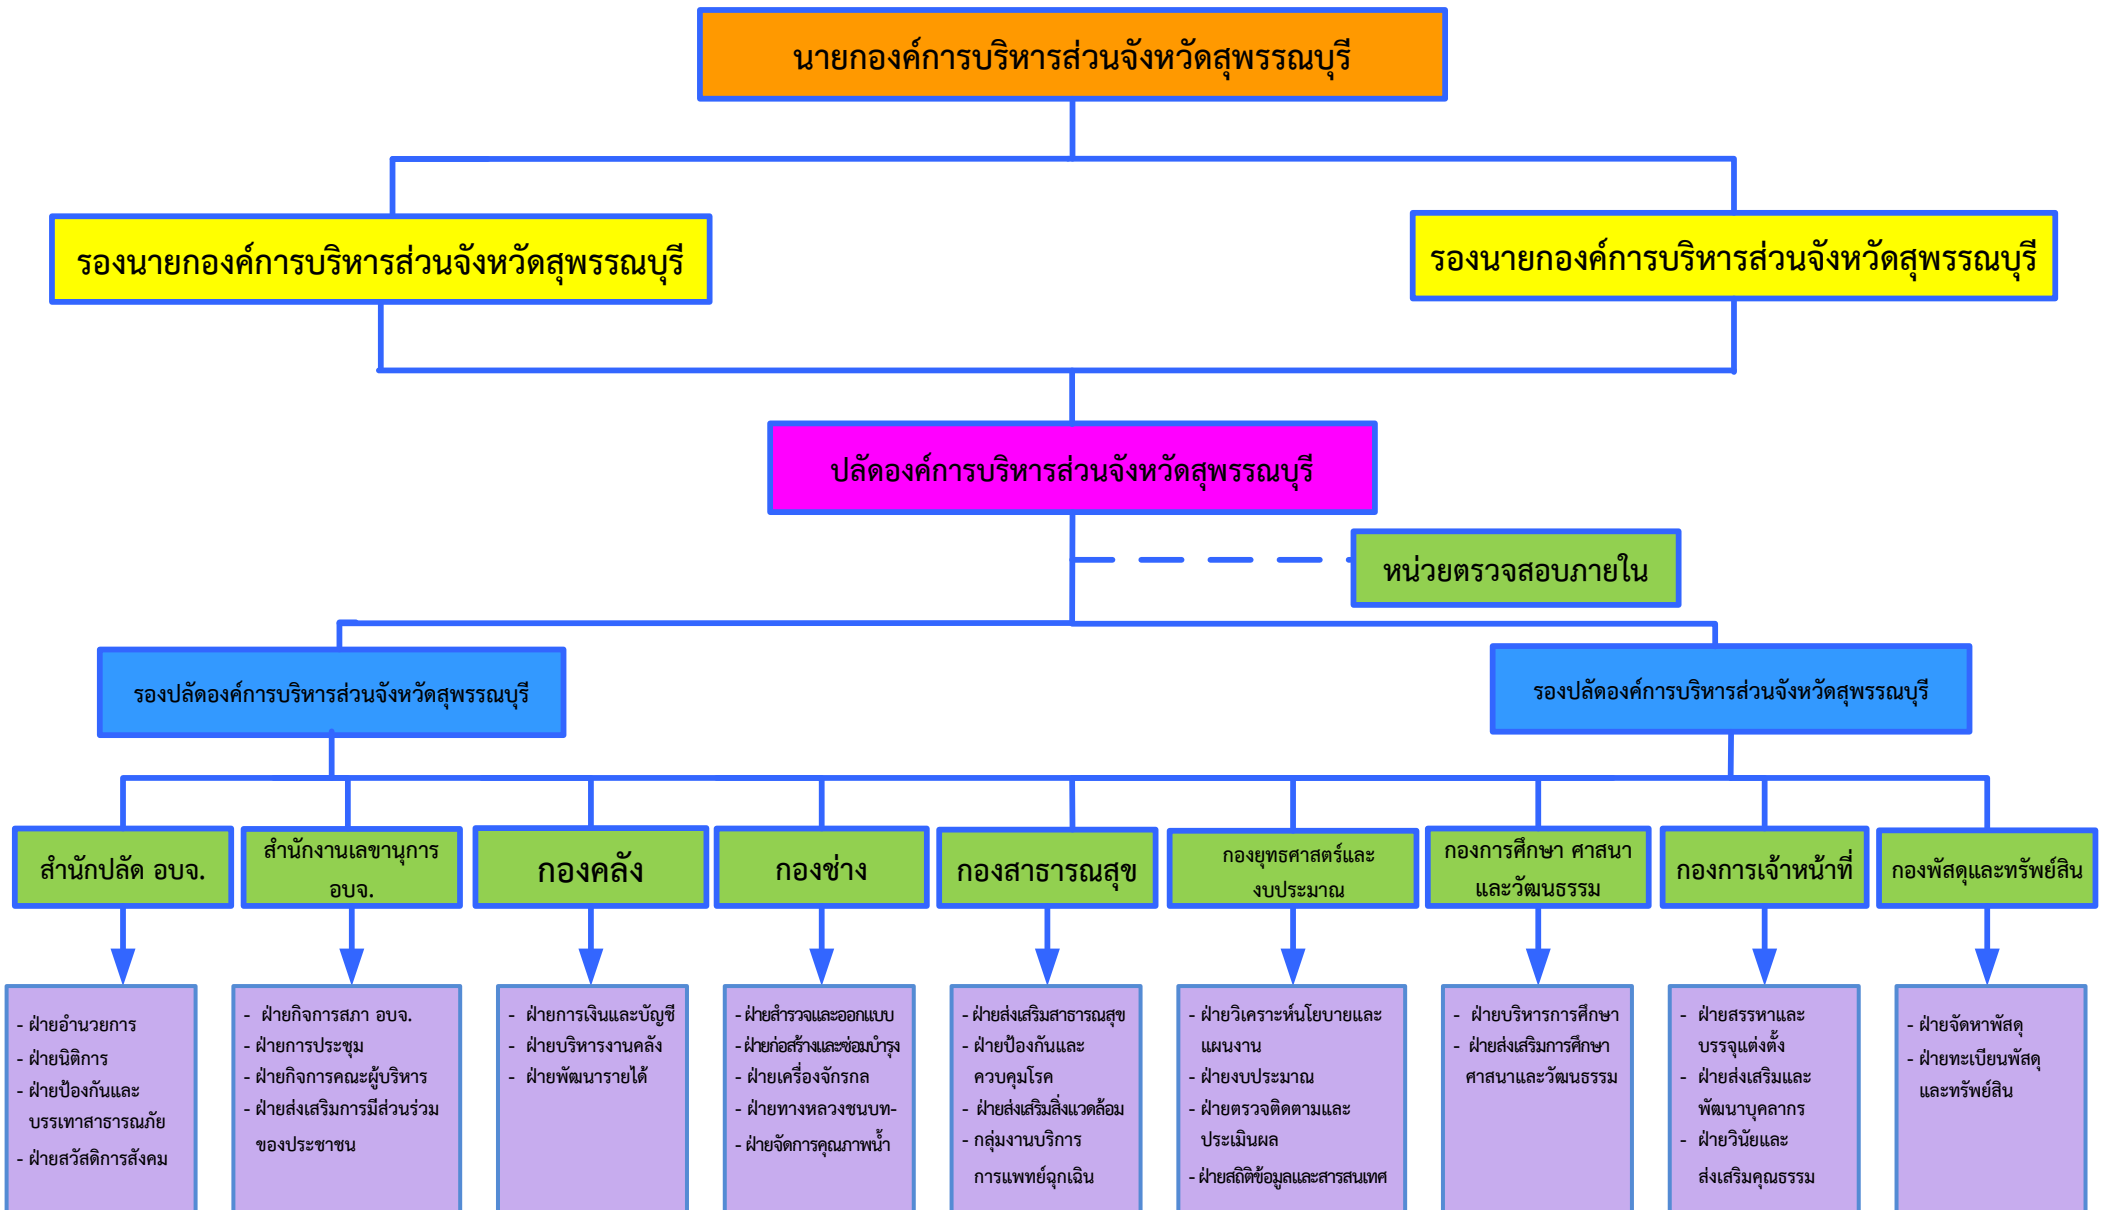 นายกองค์การบริหารส่วนจังหวัดสุพรรณบุรี
รองนายกองค์การบริหารส่วนจังหวัดสุพรรณบุรี
รองนายกองค์การบริหารส่วนจังหวัดสุพรรณบุรี
ปลัดองค์การบริหารส่วนจังหวัดสุพรรณบุรี
หน่วยตรวจสอบภายใน
รองปลัดองค์การบริหารส่วนจังหวัดสุพรรณบุรี
รองปลัดองค์การบริหารส่วนจังหวัดสุพรรณบุรี
สำนักปลัด อบจ.
สำนักงานเลขานุการ
อบจ.
กองคลัง
กองช่าง
กองสาธารณสุข
กองยุทธศาสตร์และ
งบประมาณ
กองการศึกษา ศาสนา
และวัฒนธรรม
กองการเจ้าหน้าที่
กองพัสดุและทรัพย์สิน
- ฝ่ายอำนวยการ
- ฝ่ายนิติการ
- ฝ่ายป้องกันและ
บรรเทาสาธารณภัย
- ฝ่ายสวัสดิการสังคม
- ฝ่ายกิจการสภา อบจ.
- ฝ่ายการประชุม
- ฝ่ายกิจการคณะผู้บริหาร
- ฝ่ายส่งเสริมการมีส่วนร่วม
ของประชาชน
- ฝ่ายการเงินและบัญชี
- ฝ่ายบริหารงานคลัง
- ฝ่ายพัฒนารายได้
- ฝ่ายสำรวจและออกแบบ
- ฝ่ายก่อสร้างและซ่อมบำรุง
- ฝ่ายเครื่องจักรกล
- ฝ่ายทางหลวงชนบท-
- ฝ่ายจัดการคุณภาพน้ำ
- ฝ่ายส่งเสริมสาธารณสุข
- ฝ่ายป้องกันและ
ควบคุมโรค
- ฝ่ายส่งเสริมสิ่งแวดล้อม
- กลุ่มงานบริการ
การแพทย์ฉุกเฉิน
- ฝ่ายวิเคราะห์นโยบายและ
แผนงาน
- ฝ่ายงบประมาณ
- ฝ่ายตรวจติดตามและ
ประเมินผล
- ฝ่ายสถิติข้อมูลและสารสนเทศ
- ฝ่ายบริหารการศึกษา
- ฝ่ายส่งเสริมการศึกษา
ศาสนาและวัฒนธรรม
- ฝ่ายสรรหาและ
บรรจุแต่งตั้ง
- ฝ่ายส่งเสริมและ
พัฒนาบุคลากร
- ฝ่ายวินัยและ
ส่งเสริมคุณธรรม
- ฝ่ายจัดหาพัสดุ
- ฝ่ายทะเบียนพัสดุ
และทรัพย์สิน